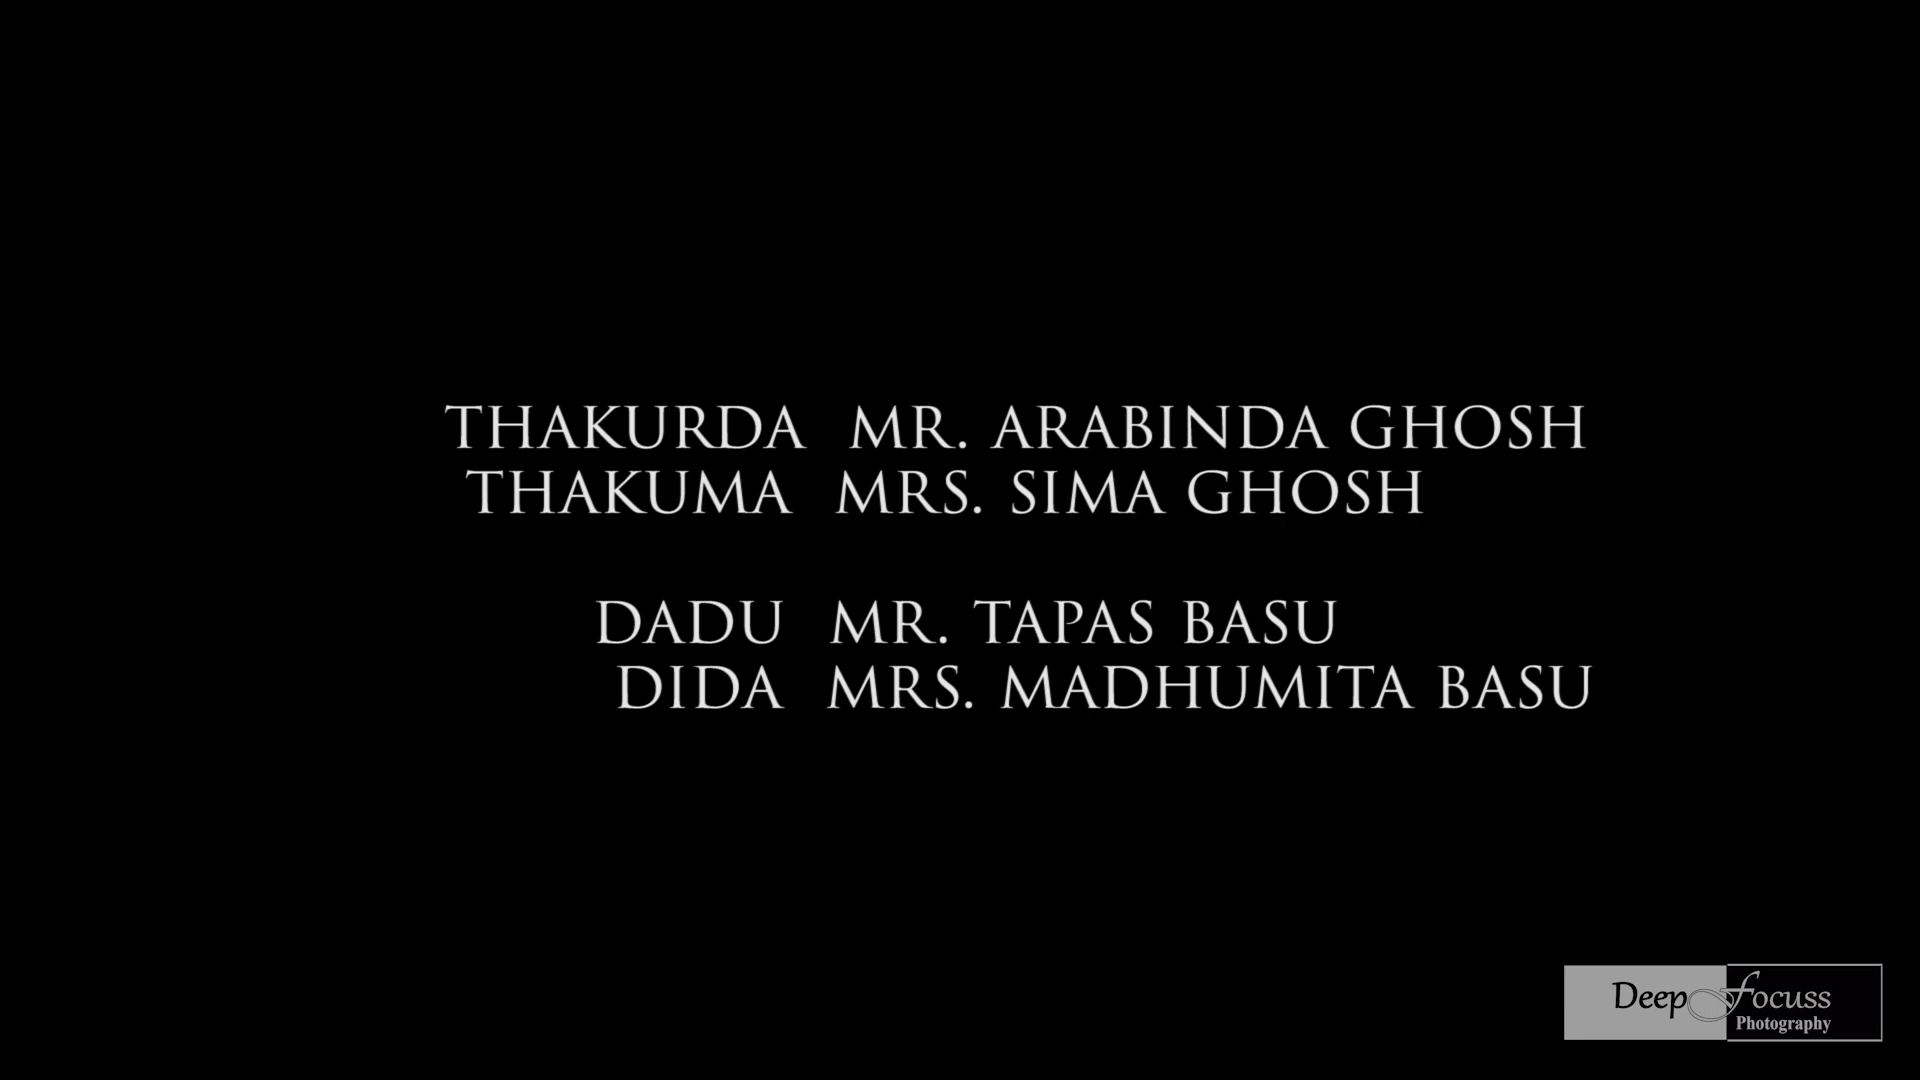 THAKURDA MR. ARABINDA GHOSH
THAKUMA MRS. SIMA GHOSH
DADU MR. TAPAS BASU
DIDA MRS. MADHUMITA BASU
Deep Focuss
Photography